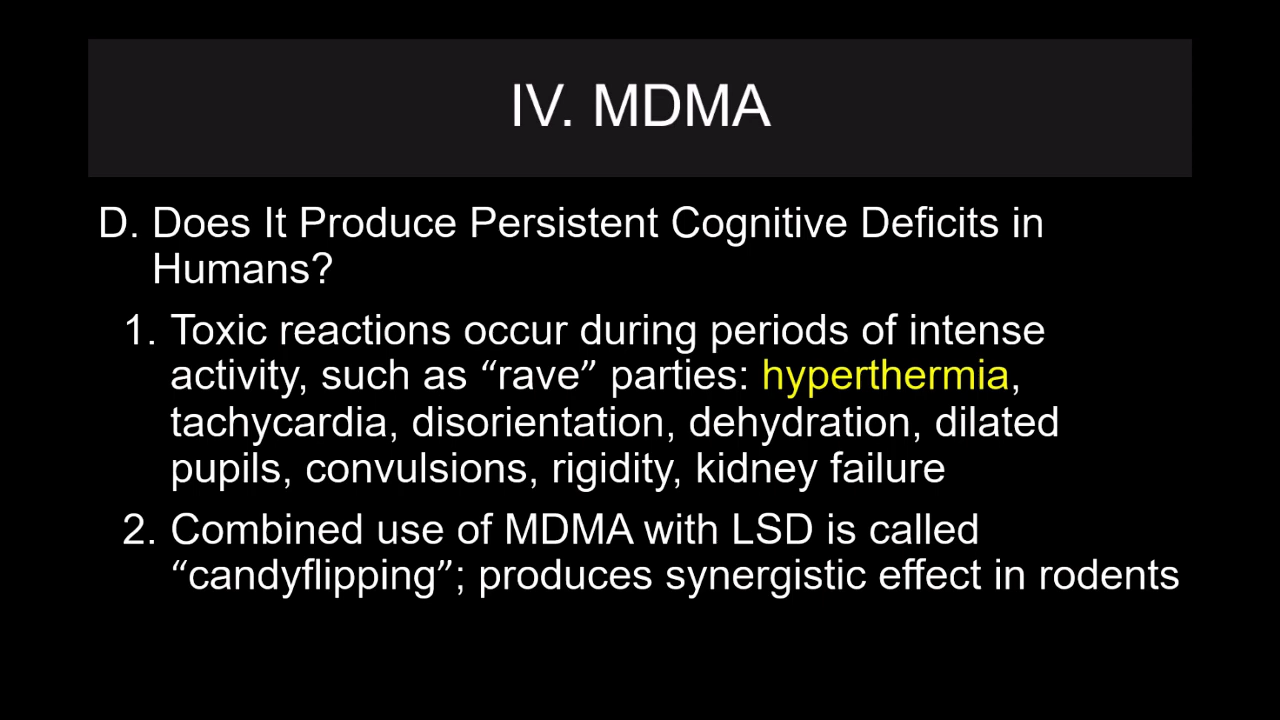 IV. MDMA
D. Does It Produce Persistent Cognitive Deficits in
Humans?
1. Toxic reactions occur during periods of intense
activity, such as “rave” parties: hyperthermia,
tachycardia, disorientation, dehydration, dilated
pupils, convulsions, rigidity, kidney failure
2. Combined use of MDMA with LSD is called
“candyflipping”; produces synergistic effect in rodents